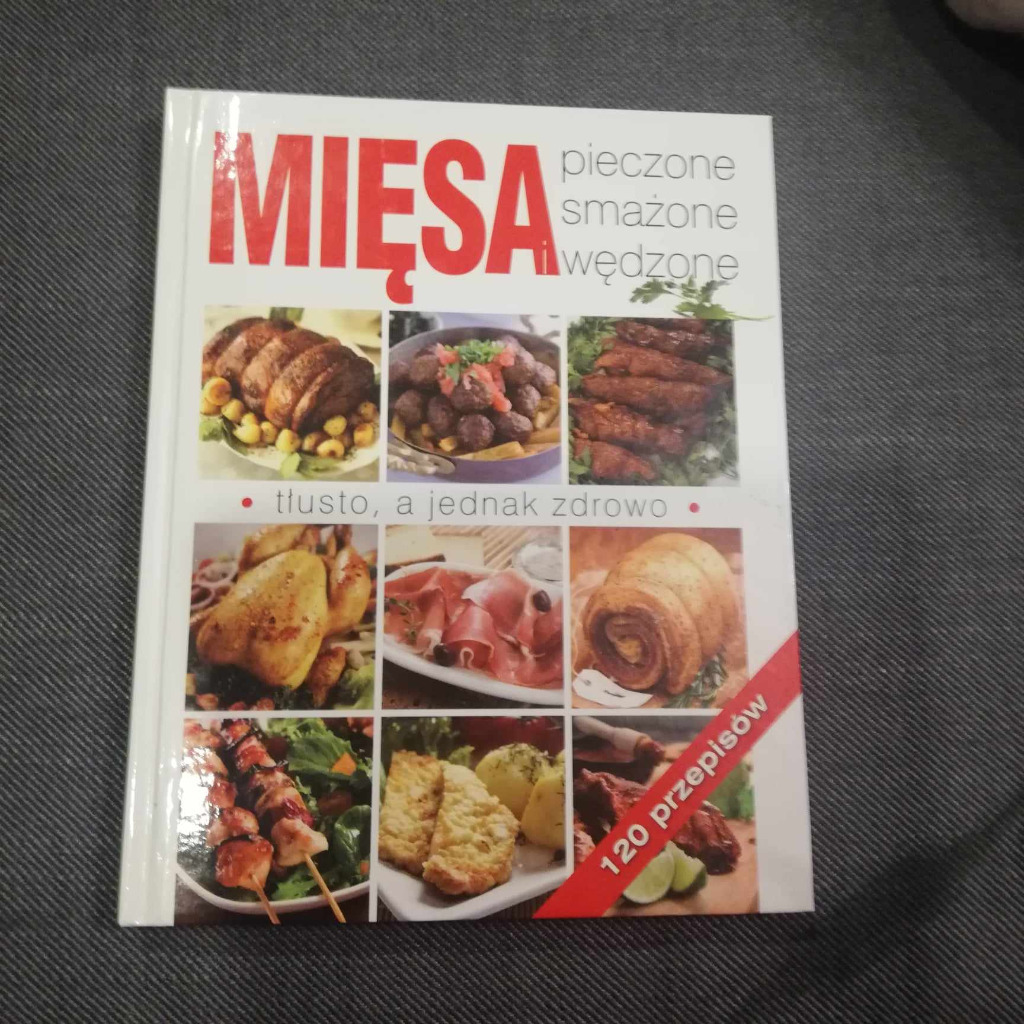 MIĘSA
pieczone
smażone
i wędzone
• tłusto, a jednak zdrowo •
120 przepisów